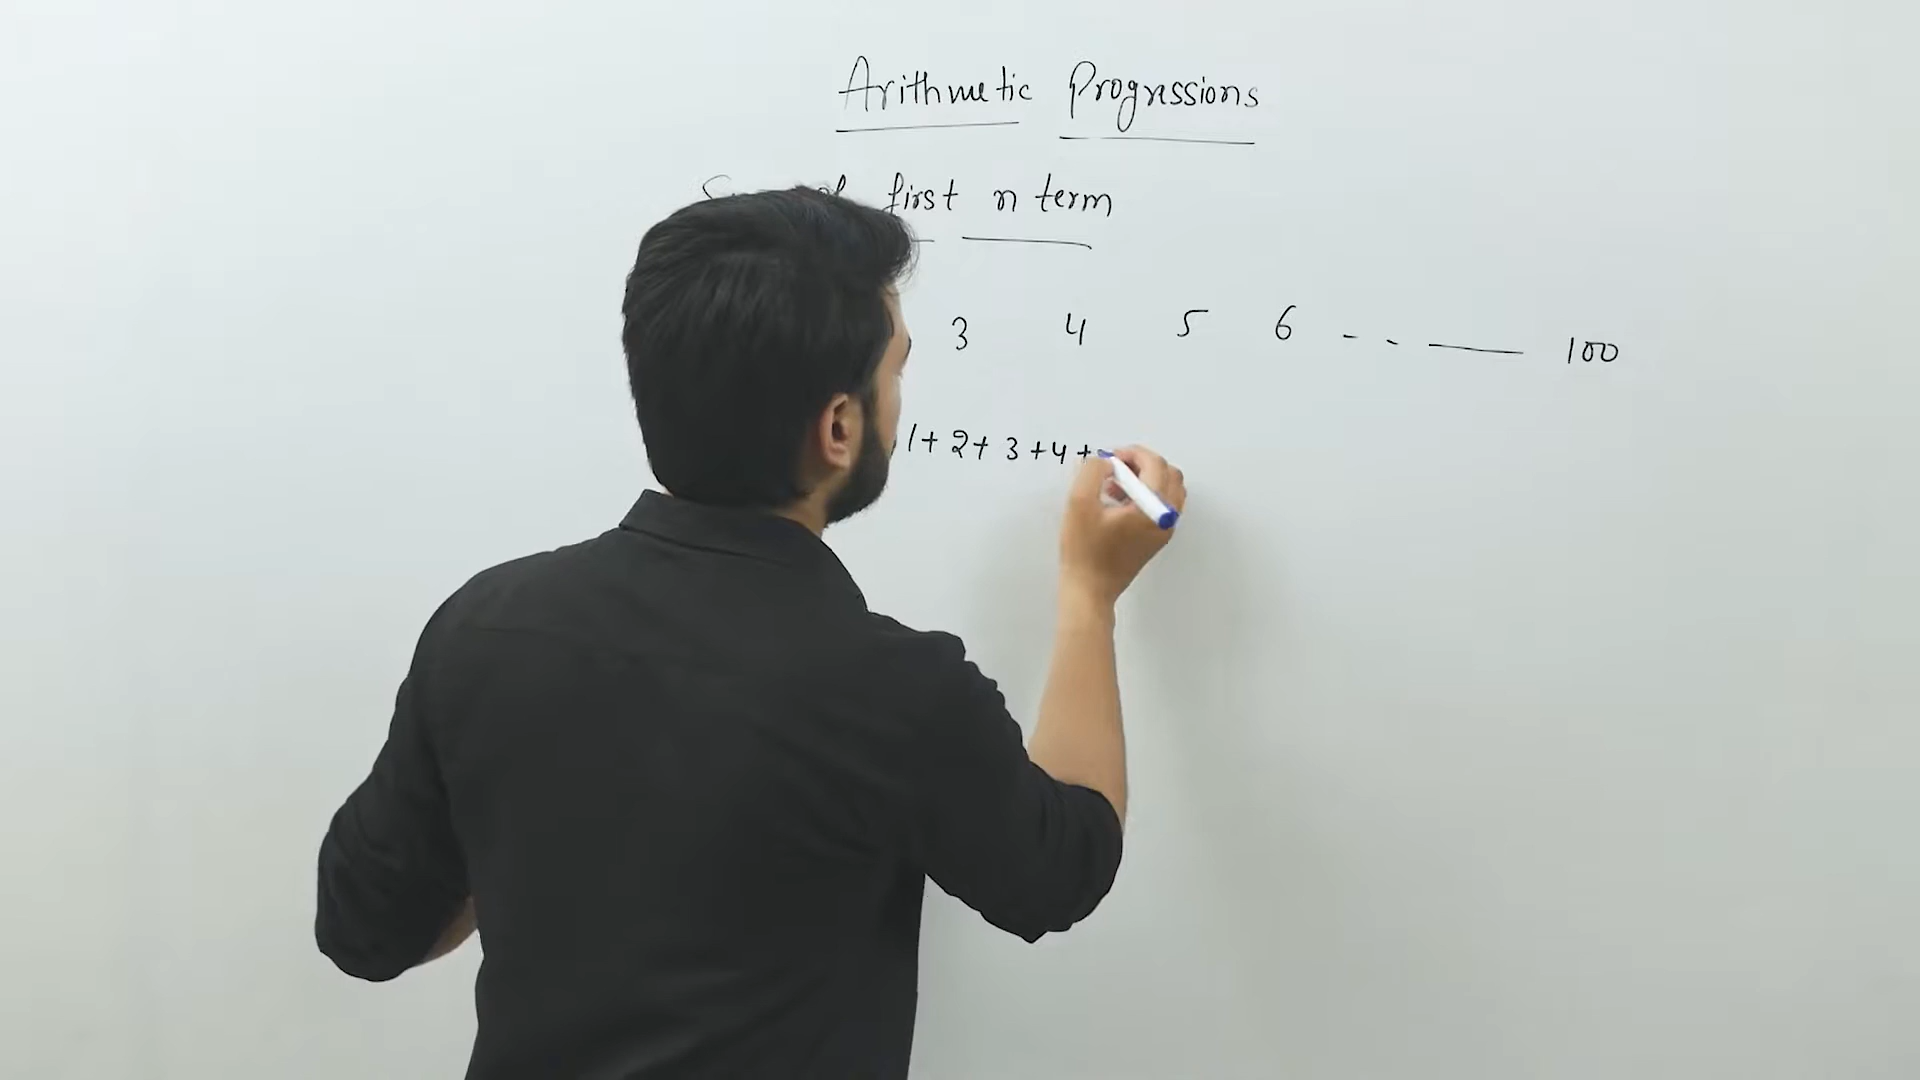 Arithmetic Progressions
first n term
3 4 5 6 - - — 100
1+ 2+ 3 +4 +